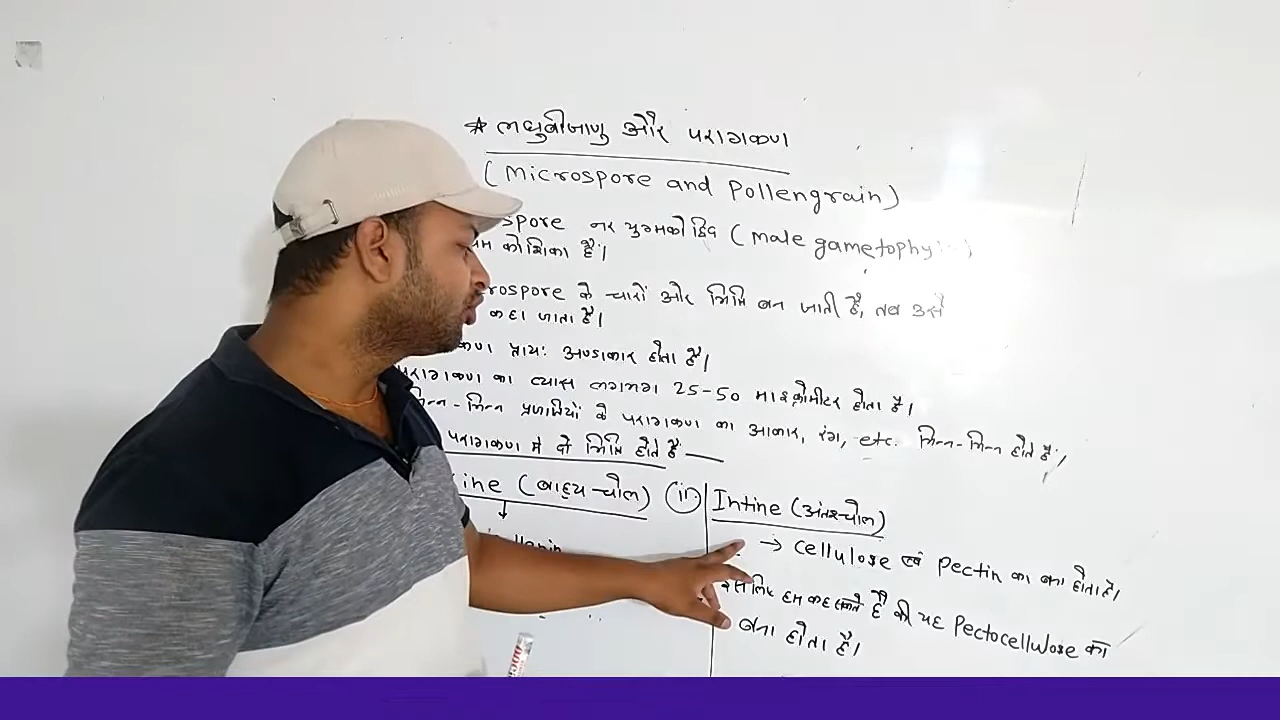 * लघुबीजाणु और परागकण
(Microspore and Pollengrain)
spore नर युग्मकोद्भिद (Male gametophy
म कोशिका है।
rospore के चारों ओर भित्ति बन जाती है, तब उसे
कहा जाता है।
कण प्रायः अण्डाकार होता है।
परागकण का व्यास लगभग 25-50 माइक्रोमीटर होता है।
भिन्न-भिन्न प्रजातियों के परागकण का आकार, रंग, etc. भिन्न-भिन्न होते हैं।
परागकण में दो भित्ति होते हैं —
ine (बाह्य चोल) (ii) Intine (अंतःचोल)
→ Cellulose एवं Pectin का बना होता है।
इसलिए हम कह सकते हैं की यह Pectocellulose का
बना होता है।